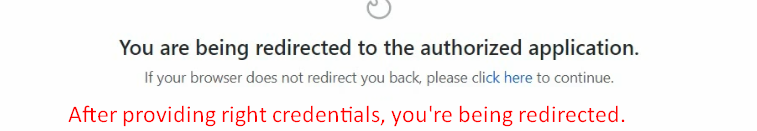 You are being redirected to the authorized application.
If your browser does not redirect you back, please click here to continue.
After providing right credentials, you're being redirected.